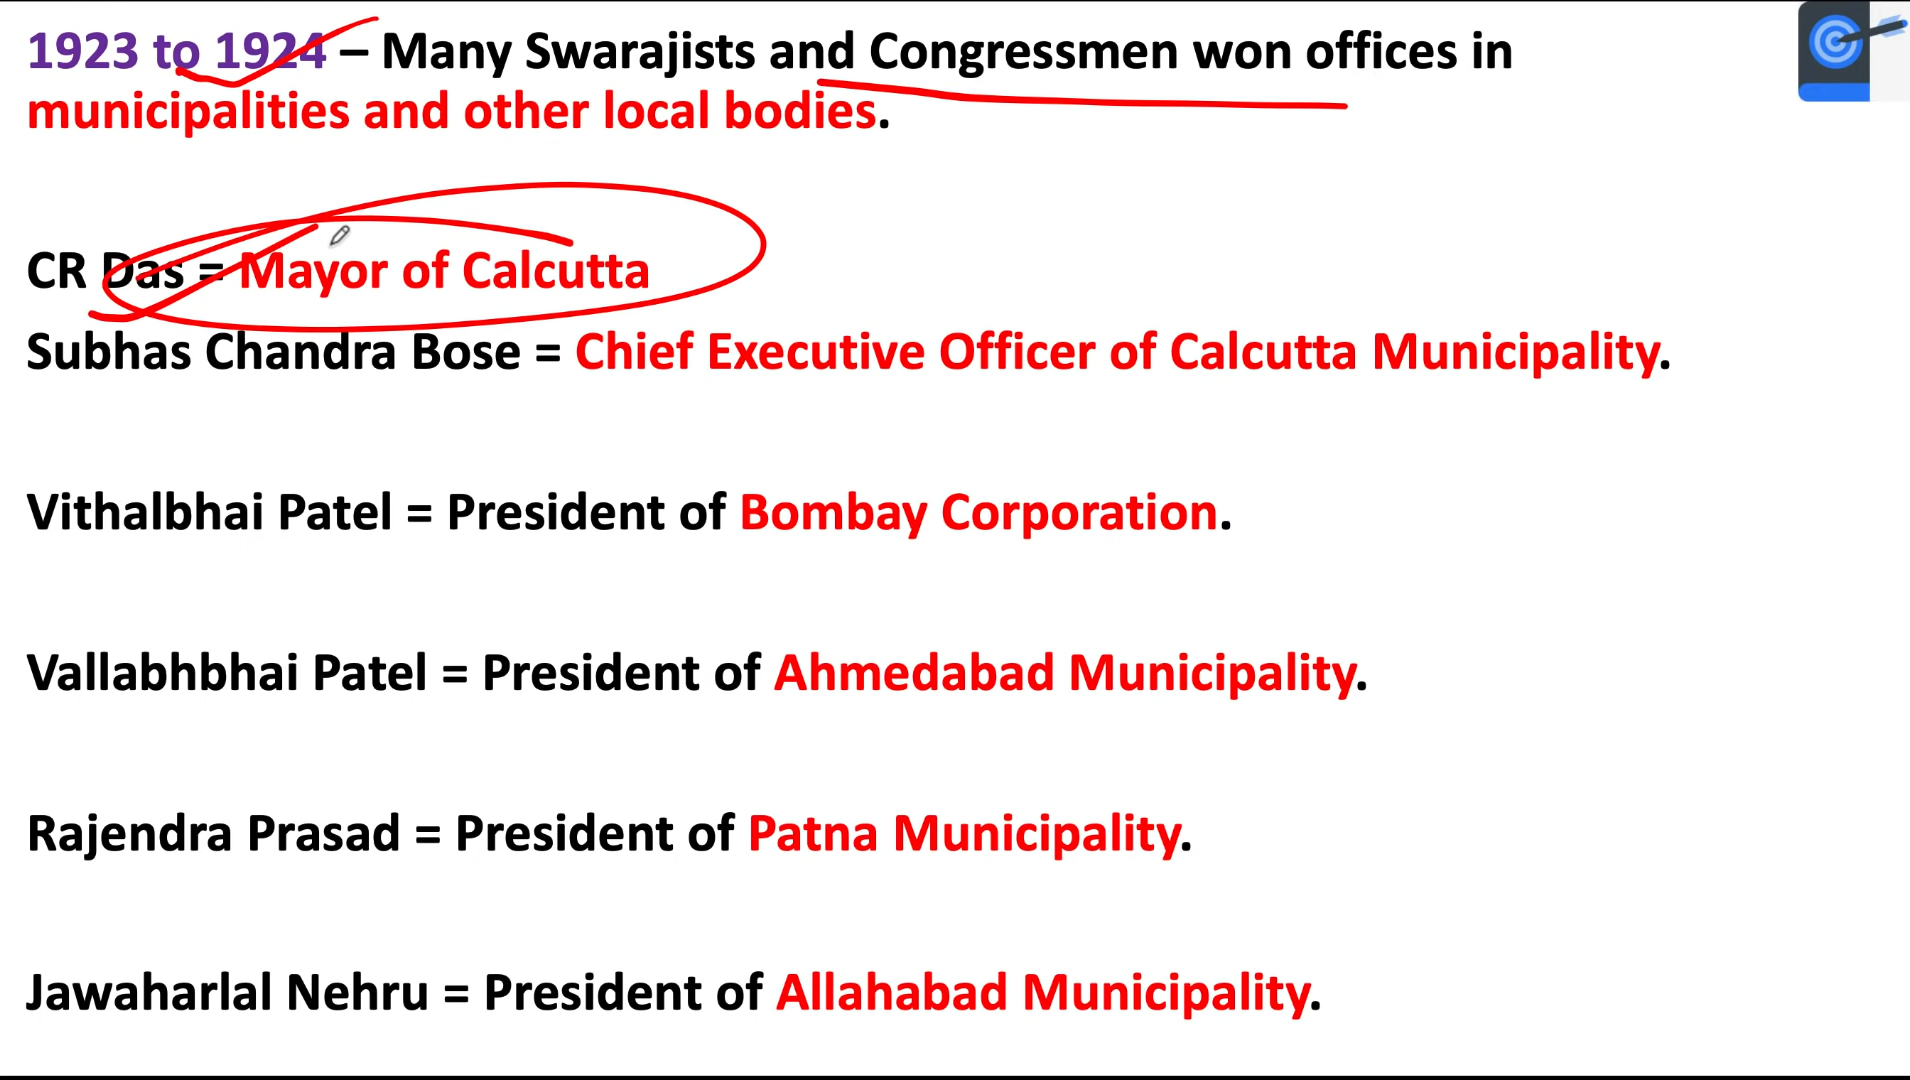 1923 to 1924 – Many Swarajists and Congressmen won offices in
municipalities and other local bodies.
CR Das = Mayor of Calcutta
Subhas Chandra Bose = Chief Executive Officer of Calcutta Municipality.
Vithalbhai Patel = President of Bombay Corporation.
Vallabhbhai Patel = President of Ahmedabad Municipality.
Rajendra Prasad = President of Patna Municipality.
Jawaharlal Nehru = President of Allahabad Municipality.